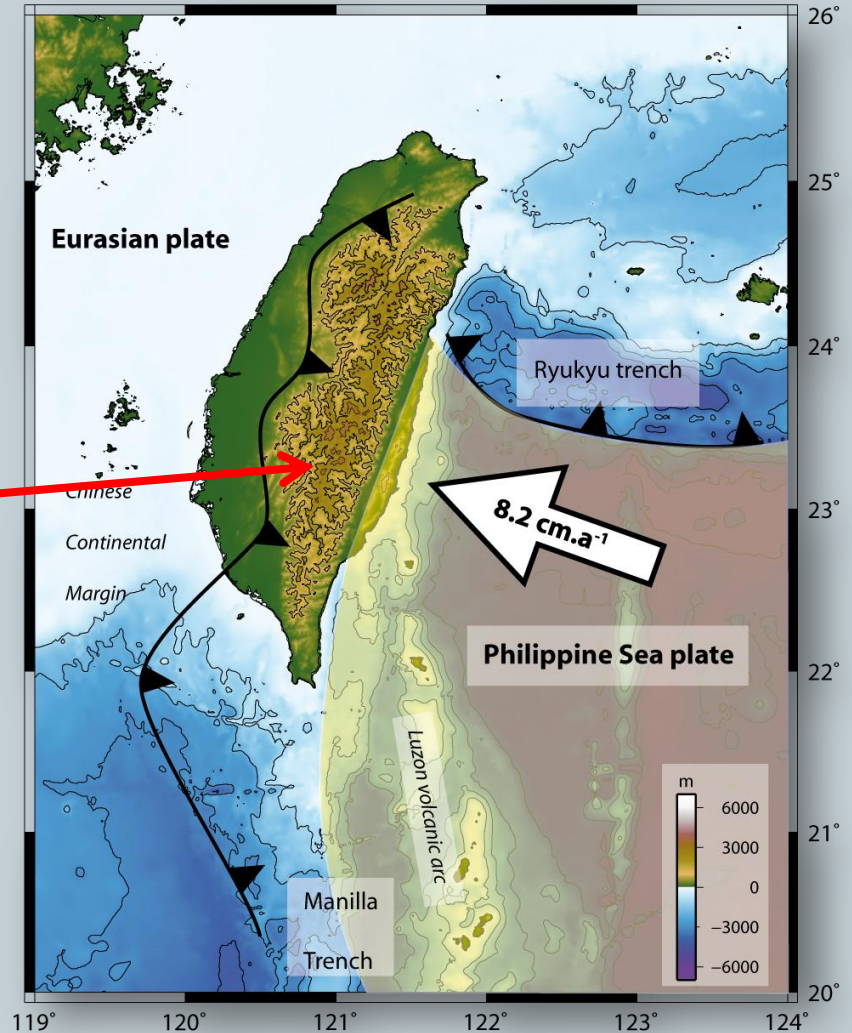 26°
25°
Eurasian plate
24°
Ryukyu trench
23°
Chinese
Continental
Margin
8.2 cm.a⁻¹
Philippine Sea plate
22°
Luzon volcanic arc
m
6000
3000
0
−3000
−6000
21°
Manilla
Trench
20°
119°
120°
121°
122°
123°
124°